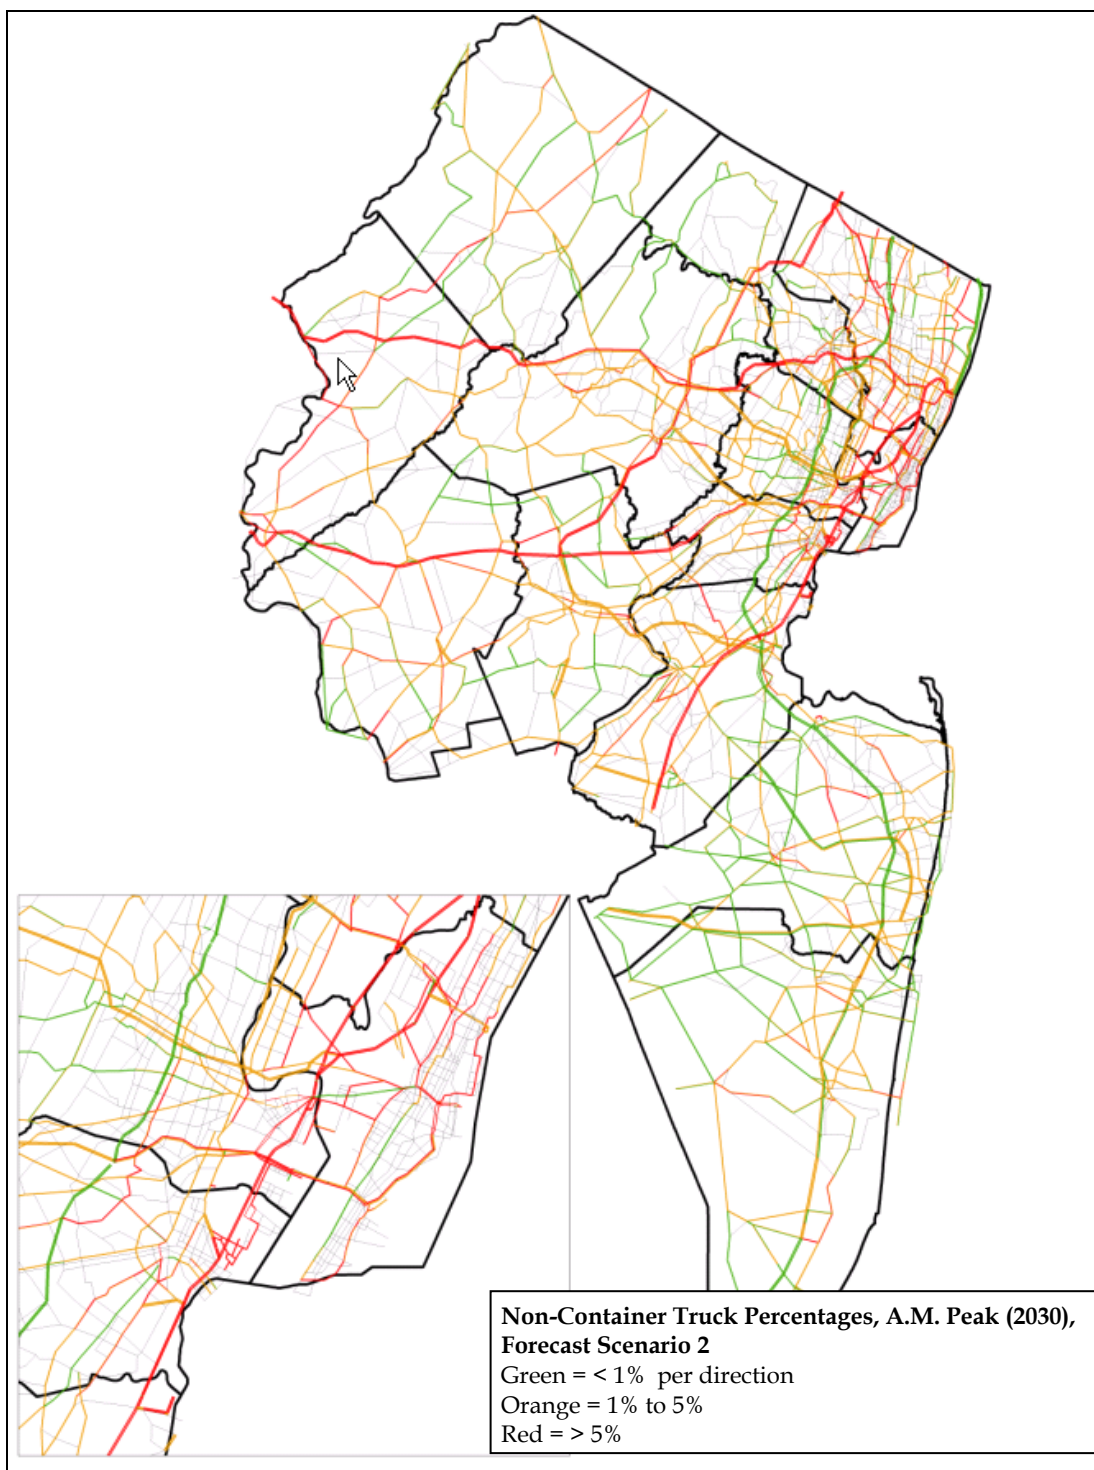 Non-Container Truck Percentages, A.M. Peak (2030),
Forecast Scenario 2
Green = < 1%  per direction
Orange = 1% to 5%
Red = > 5%